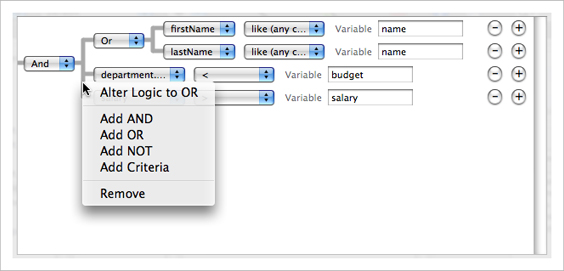 firstName like (any c... Variable name
Or
lastName like (any c... Variable name
And
department.... < Variable budget
> Variable salary
Alter Logic to OR
Add AND
Add OR
Add NOT
Add Criteria
Remove